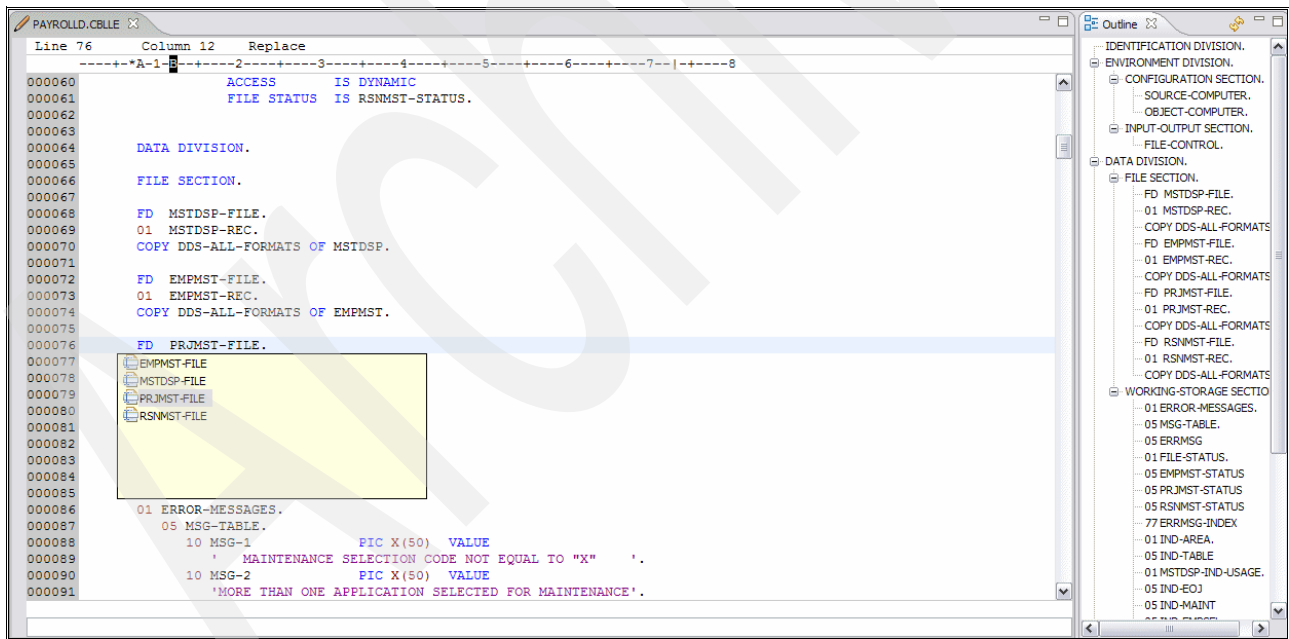 PAYROLLD.CBLLE
Line 76 Column 12 Replace
----+-*A-1-B--+----2----+----3----+----4----+----5----+----6----+----7--|-+----8
000060 ACCESS IS DYNAMIC
000061 FILE STATUS IS RSNMST-STATUS.
000062
000063
000064 DATA DIVISION.
000065
000066 FILE SECTION.
000067
000068 FD MSTDSP-FILE.
000069 01 MSTDSP-REC.
000070 COPY DDS-ALL-FORMATS OF MSTDSP.
000071
000072 FD EMPMST-FILE.
000073 01 EMPMST-REC.
000074 COPY DDS-ALL-FORMATS OF EMPMST.
000075
000076 FD PRJMST-FILE.
000077 EMPMST-FILE
000078 MSTDSP-FILE
000079 PRJMST-FILE
000080 RSNMST-FILE
000081
000082
000083
000084
000085
000086 01 ERROR-MESSAGES.
000087 05 MSG-TABLE.
000088 10 MSG-1 PIC X(50) VALUE
000089 ' MAINTENANCE SELECTION CODE NOT EQUAL TO "X" '.
000090 10 MSG-2 PIC X(50) VALUE
000091 'MORE THAN ONE APPLICATION SELECTED FOR MAINTENANCE'.
Outline
IDENTIFICATION DIVISION.
ENVIRONMENT DIVISION.
CONFIGURATION SECTION.
SOURCE-COMPUTER.
OBJECT-COMPUTER.
INPUT-OUTPUT SECTION.
FILE-CONTROL.
DATA DIVISION.
FILE SECTION.
FD MSTDSP-FILE.
01 MSTDSP-REC.
COPY DDS-ALL-FORMATS
FD EMPMST-FILE.
01 EMPMST-REC.
COPY DDS-ALL-FORMATS
FD PRJMST-FILE.
01 PRJMST-REC.
COPY DDS-ALL-FORMATS
FD RSNMST-FILE.
01 RSNMST-REC.
COPY DDS-ALL-FORMATS
WORKING-STORAGE SECTIO
01 ERROR-MESSAGES.
05 MSG-TABLE.
05 ERRMSG
01 FILE-STATUS.
05 EMPMST-STATUS
05 PRJMST-STATUS
05 RSNMST-STATUS
77 ERRMSG-INDEX
01 IND-AREA.
05 IND-TABLE
01 MSTDSP-IND-USAGE.
05 IND-EOJ
05 IND-MAINT